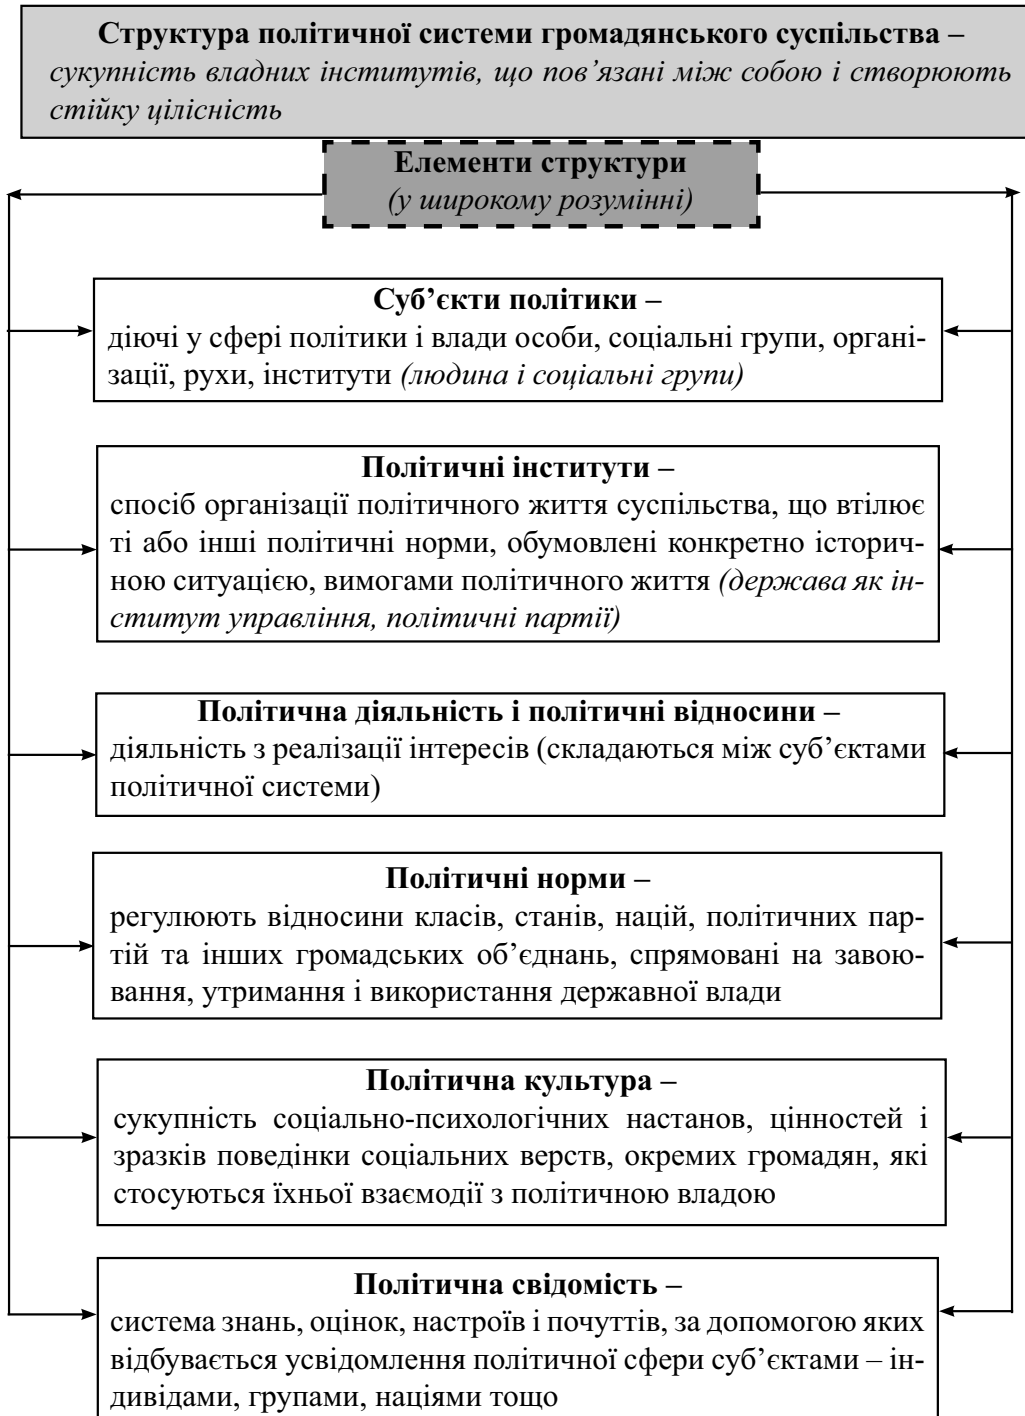 Структура політичної системи громадянського суспільства –
сукупність владних інститутів, що пов’язані між собою і створюють
стійку цілісність
Елементи структури
(у широкому розумінні)
Суб’єкти політики –
діючі у сфері політики і влади особи, соціальні групи, органі-
зації, рухи, інститути (людина і соціальні групи)
Політичні інститути –
спосіб організації політичного життя суспільства, що втілює
ті або інші політичні норми, обумовлені конкретно історич-
ною ситуацією, вимогами політичного життя (держава як ін-
ститут управління, політичні партії)
Політична діяльність і політичні відносини –
діяльність з реалізації інтересів (складаються між суб’єктами
політичної системи)
Політичні норми –
регулюють відносини класів, станів, націй, політичних пар-
тій та інших громадських об’єднань, спрямовані на завою-
вання, утримання і використання державної влади
Політична культура –
сукупність соціально-психологічних настанов, цінностей і
зразків поведінки соціальних верств, окремих громадян, які
стосуються їхньої взаємодії з політичною владою
Політична свідомість –
система знань, оцінок, настроїв і почуттів, за допомогою яких
відбувається усвідомлення політичної сфери суб’єктами – ін-
дивідами, групами, націями тощо